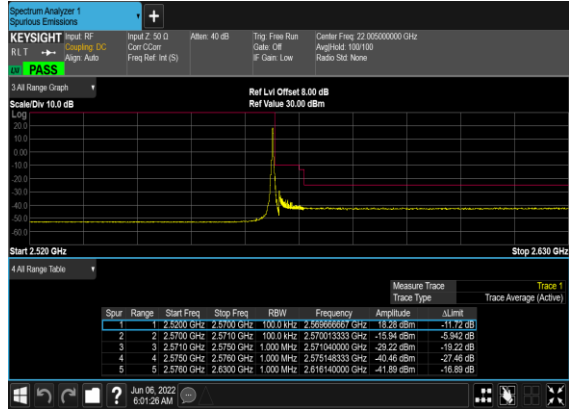 Spectrum Analyzer 1
Spurious Emissions
KEYSIGHT Input: RF Input Z: 50 Ω Atten: 40 dB Trig: Free Run Center Freq: 22.005000000 GHz
RLT Coupling: DC Corr CCorr Gate: Off Avg|Hold: 100/100
Align: Auto Freq Ref: Int (S) IF Gain: Low Radio Std: None
PASS
3 All Range Graph
Ref Lvl Offset 8.00 dB
Scale/Div 10.0 dB Ref Value 30.00 dBm
Log
20.0
10.0
0.00
-10.0
-20.0
-30.0
-40.0
-50.0
-60.0
Start 2.520 GHz Stop 2.630 GHz
4 All Range Table
Measure Trace Trace 1
Trace Type Trace Average (Active)
Spur Range Start Freq Stop Freq RBW Frequency Amplitude ΔLimit
1 1 2.5200 GHz 2.5700 GHz 100.0 kHz 2.569666667 GHz 18.28 dBm -11.72 dB
2 2 2.5700 GHz 2.5710 GHz 100.0 kHz 2.570013333 GHz -15.94 dBm -5.942 dB
3 3 2.5710 GHz 2.5750 GHz 1.000 MHz 2.571040000 GHz -29.22 dBm -19.22 dB
4 4 2.5750 GHz 2.5760 GHz 1.000 MHz 2.575148333 GHz -40.46 dBm -27.46 dB
5 5 2.5760 GHz 2.6300 GHz 1.000 MHz 2.616140000 GHz -41.89 dBm -16.89 dB
Jun 06, 2022
6:01:26 AM